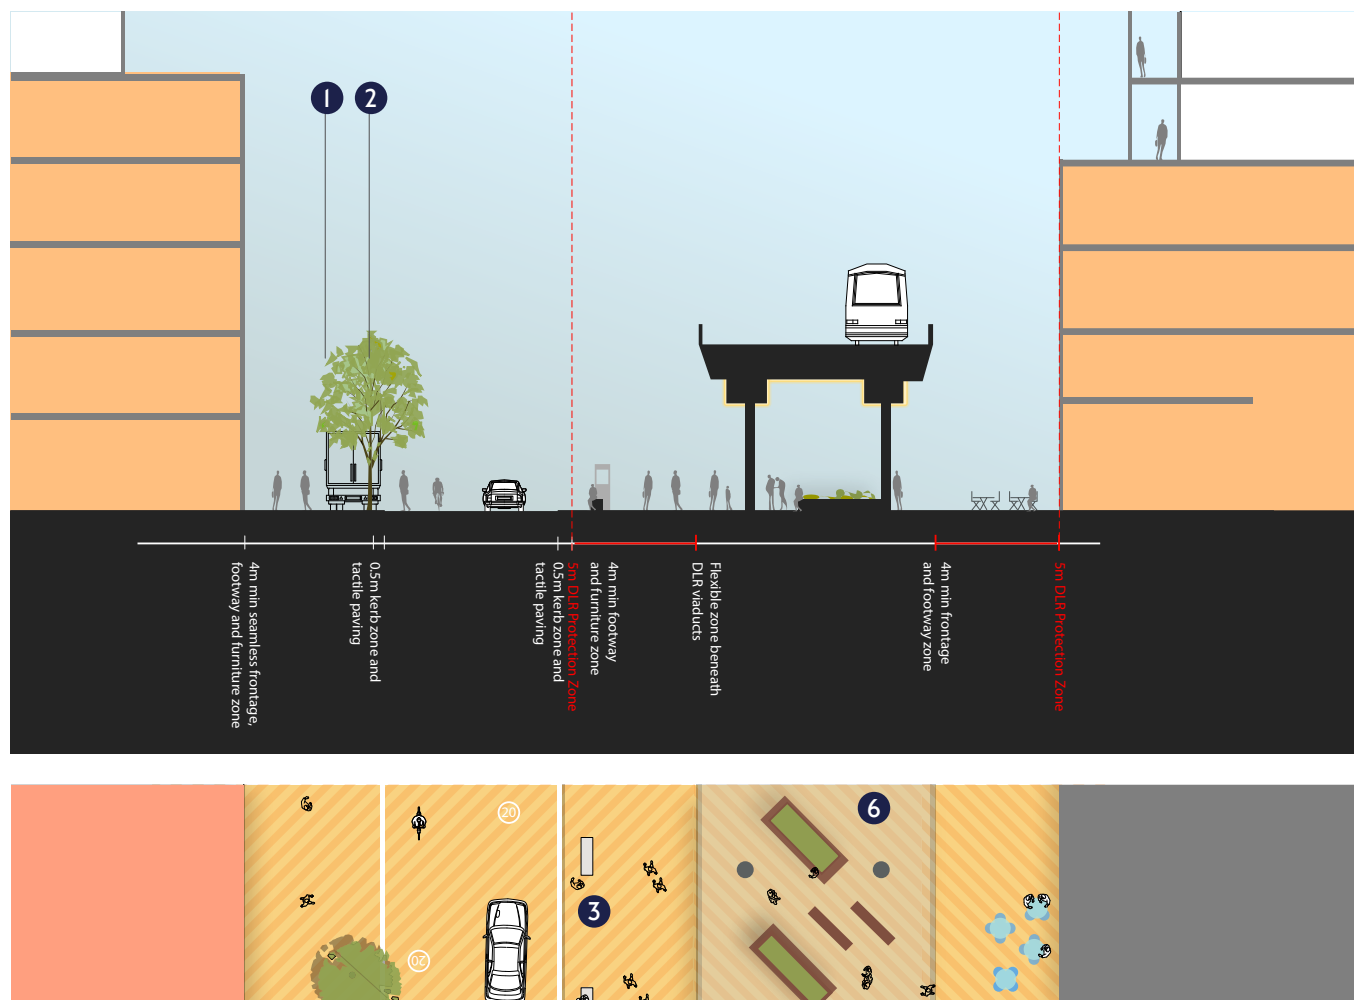 1
2
4m min seamless frontage,
footway and furniture zone
0.5m kerb zone and
tactile paving
0.5m kerb zone and
tactile paving
5m DLR Protection Zone
4m min footway
and furniture zone
Flexible zone beneath
DLR viaducts
4m min frontage
and footway zone
5m DLR Protection Zone
20
6
3
20